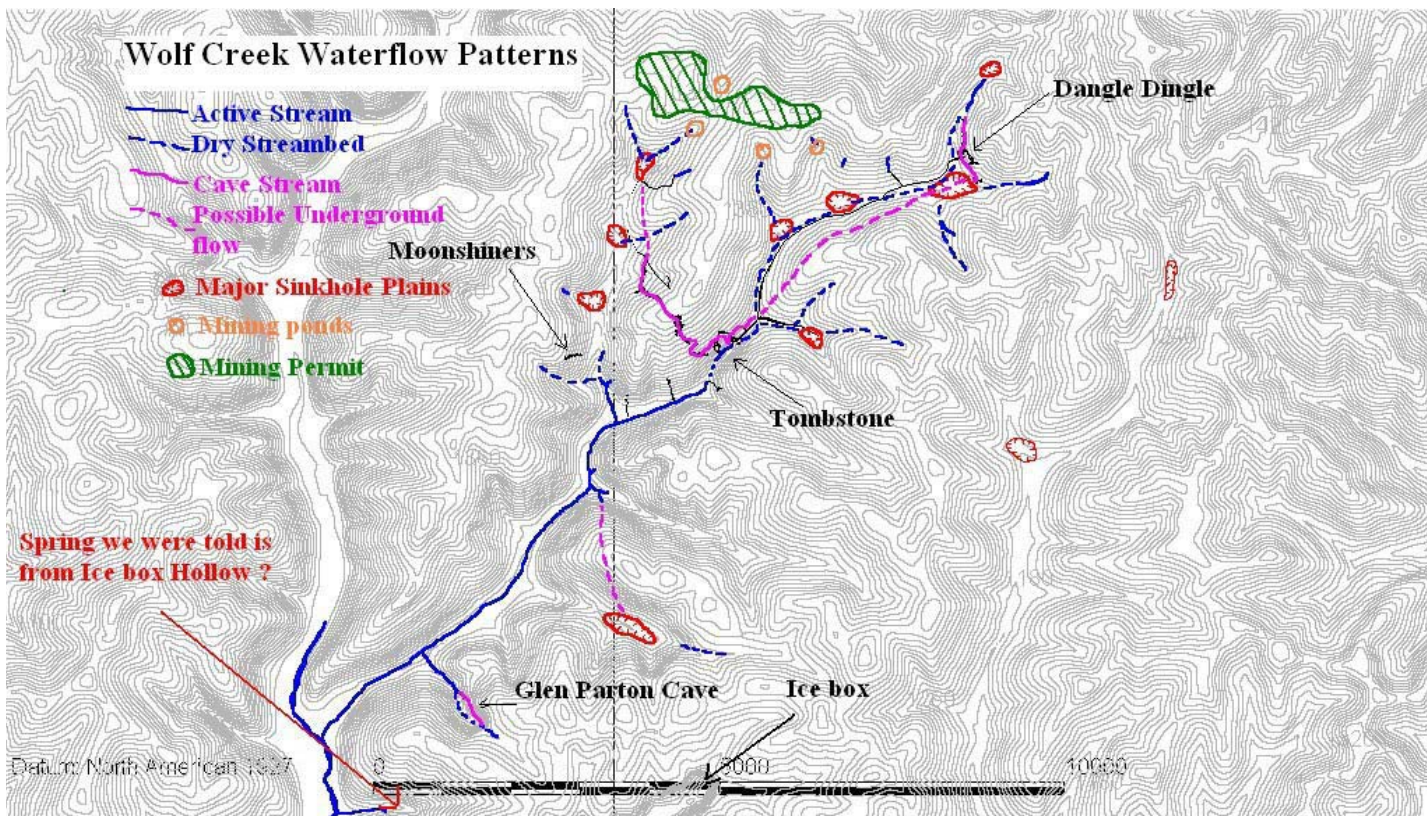 Wolf Creek Waterflow Patterns
Active Stream
Dry Streambed
Cave Stream
Possible Underground
flow
Major Sinkhole Plains
Mining ponds
Mining Permit
Dangle Dingle
Moonshiners
Tombstone
Spring we were told is
from Ice box Hollow ?
Glen Parton Cave
Ice box
Datum: North American 1927
0
5000
10000